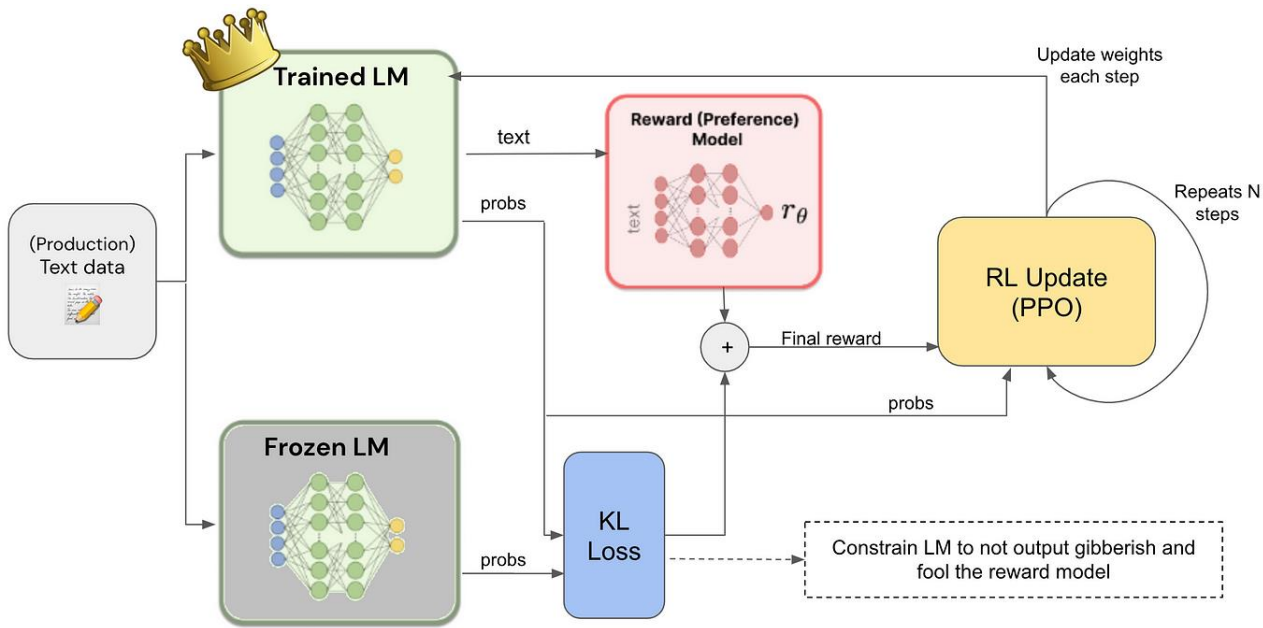 Trained LM
Update weights
each step
Reward (Preference)
Model
text
text
r_θ
probs
Repeats N
steps
(Production)
Text data
RL Update
(PPO)
+
Final reward
probs
Frozen LM
KL
Loss
probs
Constrain LM to not output gibberish and
fool the reward model